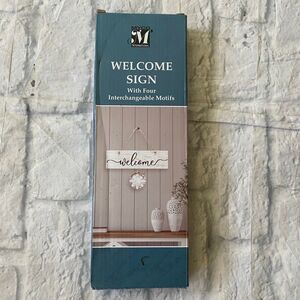 M
WELCOME
SIGN
With Four
Interchangeable Motifs
welcome